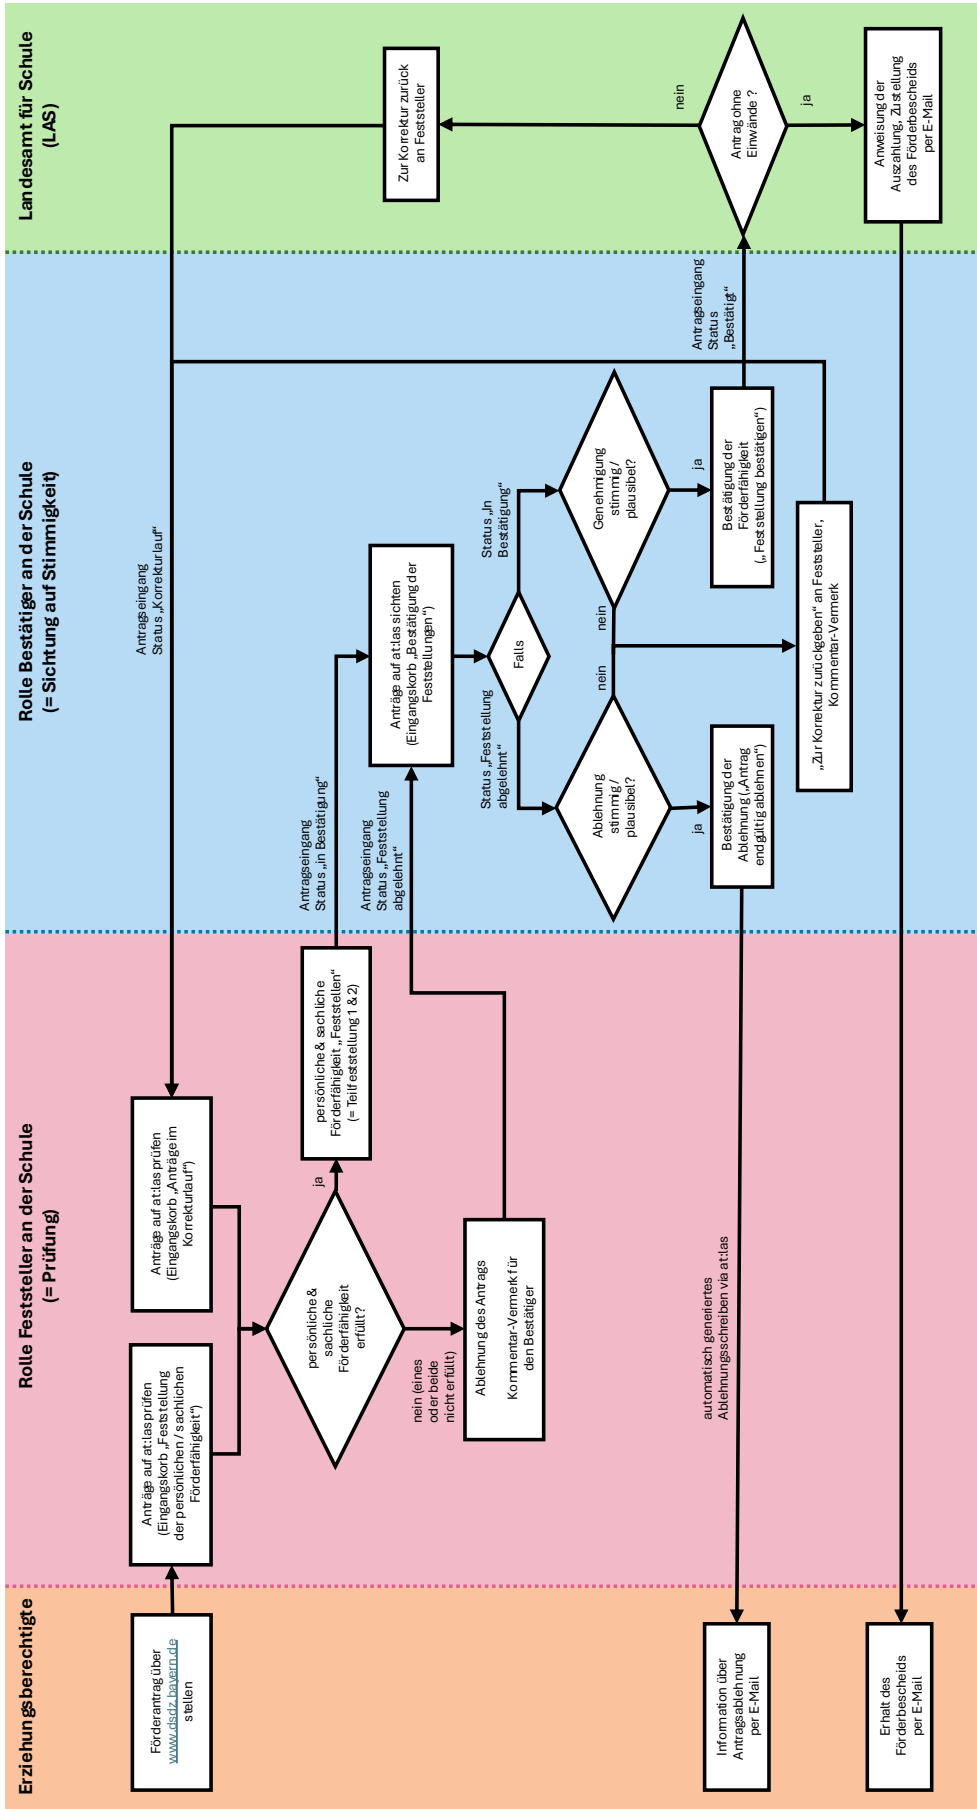 Erziehungsberechtigte
Rolle Feststeller an der Schule
(= Prüfung)
Rolle Bestätiger an der Schule
(= Sichtung auf Stimmigkeit)
Landesamt für Schule
(LAS)
Förderantrag über
www.dsdz.bayern.de
stellen
Anträge auf at:las prüfen
(Eingangskorb „Feststellung
der persönlichen / sachlichen
Förderfähigkeit“)
Anträge auf at:las prüfen
(Eingangskorb „Anträge im
Korrekturlauf“)
Antragseingang
Status „Korrekturlauf“
Zur Korrektur zurück
an Feststeller
persönliche &
sachliche
Förderfähigkeit
erfüllt?
ja
persönliche & sachliche
Förderfähigkeit „Feststellen“
(= Teilfeststellung 1 & 2)
Antragseingang
Status „in Bestätigung“
nein (eines
oder beide
nicht erfüllt)
Ablehnung des Antrags
Kommentar-Vermerk für
den Bestätiger
Antragseingang
Status „Feststellung
abgelehnt“
Anträge auf at:las sichten
(Eingangskorb „Bestätigung der
Feststellungen“)
Falls
Status „Feststellung
abgelehnt“
Status „In
Bestätigung“
Ablehnung
stimmig /
plausibel?
nein
nein
Genehmigung
stimmig /
plausibel?
ja
ja
Bestätigung der
Ablehnung („Antrag
endgültig ablehnen“)
Bestätigung der
Förderfähigkeit
(„Feststellung bestätigen“)
„Zur Korrektur zurückgeben“ an Feststeller,
Kommentar-Vermerk
Antragseingang
Status
„Bestätigt“
Antrag ohne
Einwände ?
nein
ja
Anweisung der
Auszahlung, Zustellung
des Förderbescheids
per E-Mail
automatisch generiertes
Ablehnungsschreiben via at:las
Information über
Antragsablehnung
per E-Mail
Erhalt des
Förderbescheids
per E-Mail